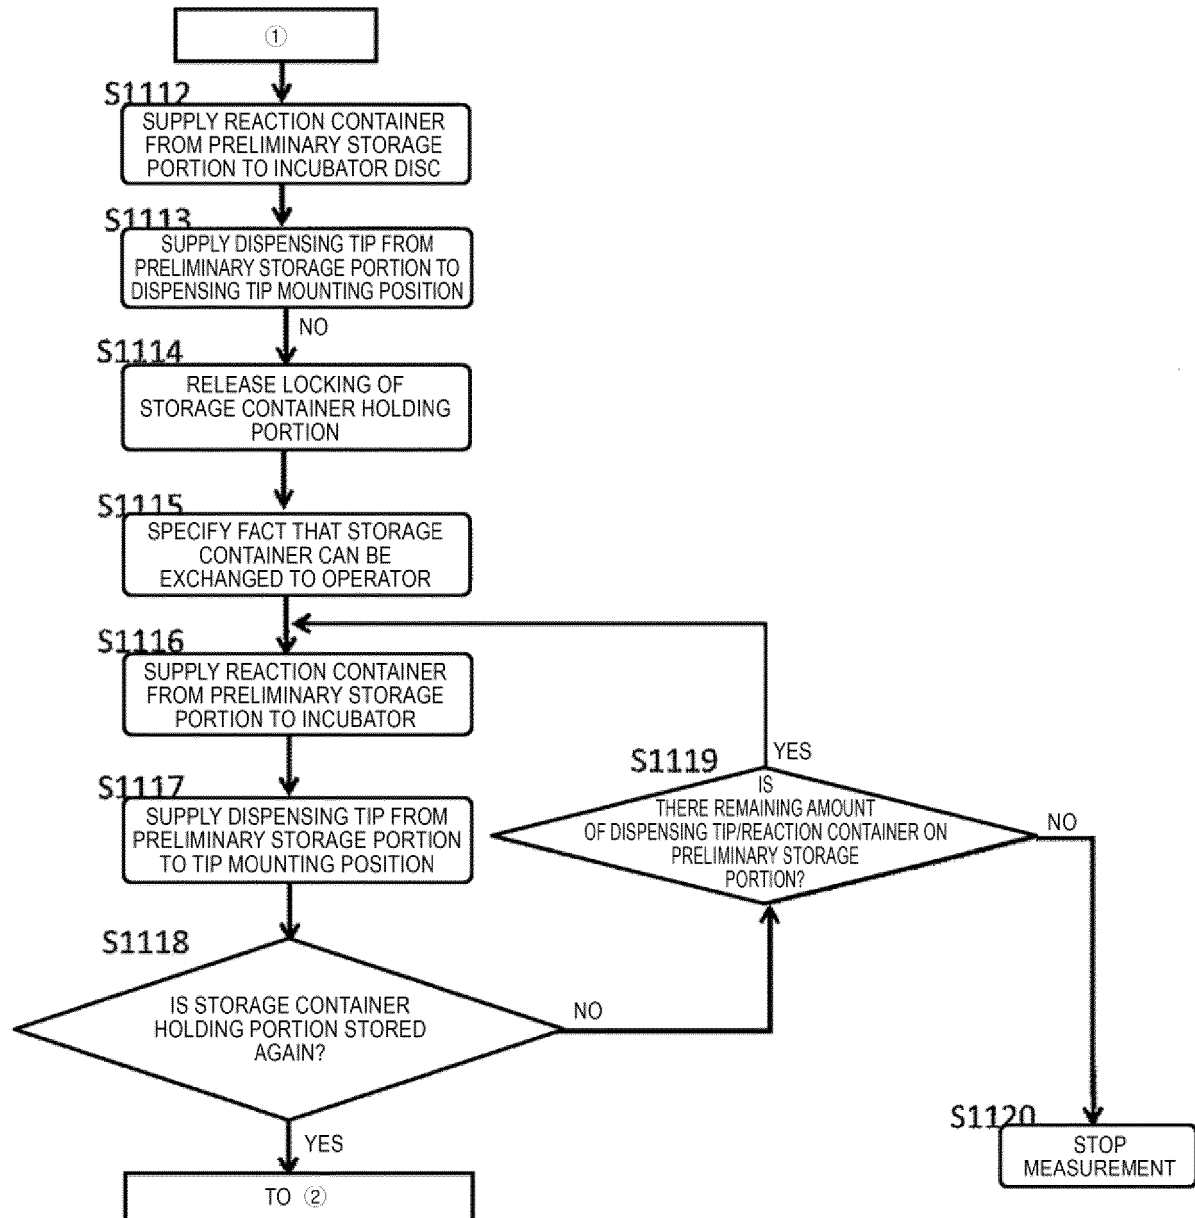 ①
S1112
SUPPLY REACTION CONTAINER
FROM PRELIMINARY STORAGE
PORTION TO INCUBATOR DISC
S1113
SUPPLY DISPENSING TIP FROM
PRELIMINARY STORAGE PORTION TO
DISPENSING TIP MOUNTING POSITION
NO
S1114
RELEASE LOCKING OF
STORAGE CONTAINER HOLDING
PORTION
S1115
SPECIFY FACT THAT STORAGE
CONTAINER CAN BE
EXCHANGED TO OPERATOR
S1116
SUPPLY REACTION CONTAINER
FROM PRELIMINARY STORAGE
PORTION TO INCUBATOR
S1117
SUPPLY DISPENSING TIP FROM
PRELIMINARY STORAGE PORTION
TO TIP MOUNTING POSITION
S1118
IS STORAGE CONTAINER
HOLDING PORTION STORED
AGAIN?
NO
YES
TO ②
S1119
YES
IS
THERE REMAINING AMOUNT
OF DISPENSING TIP/REACTION CONTAINER ON
PRELIMINARY STORAGE
PORTION?
NO
S1120
STOP
MEASUREMENT